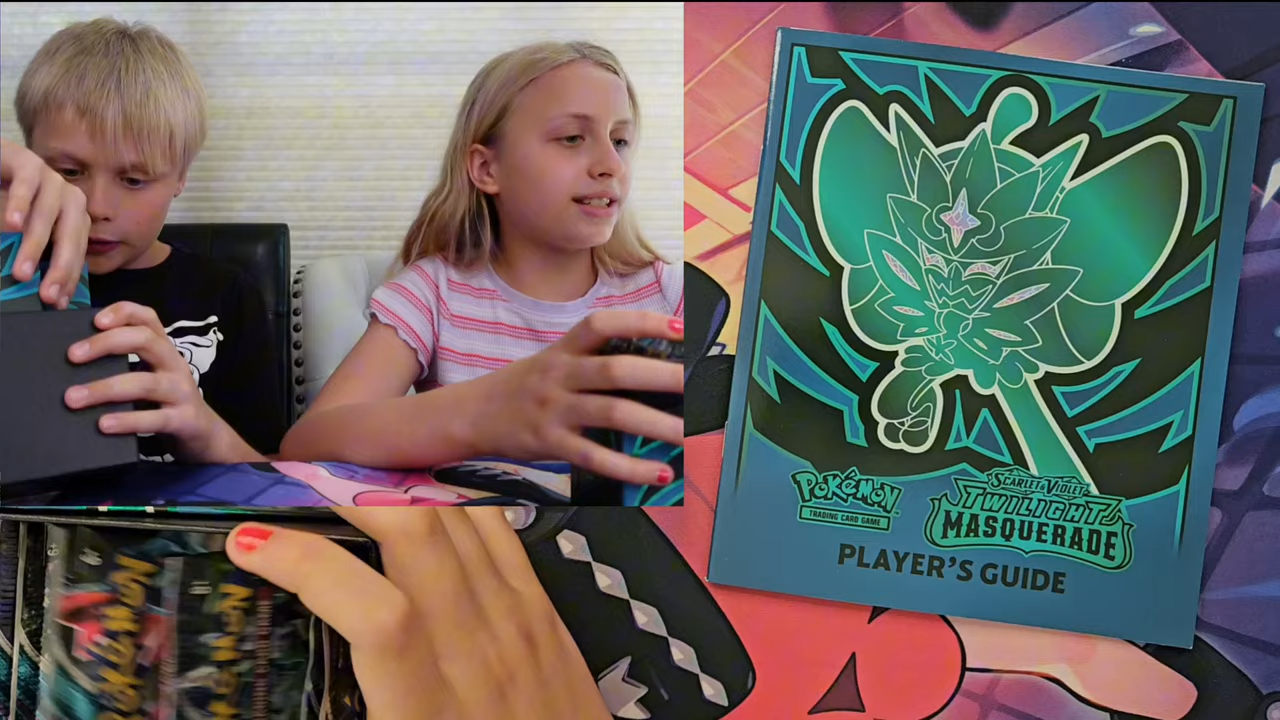 POKéMON
TRADING CARD GAME
SCARLET & VIOLET
TWILIGHT
MASQUERADE
PLAYER'S GUIDE